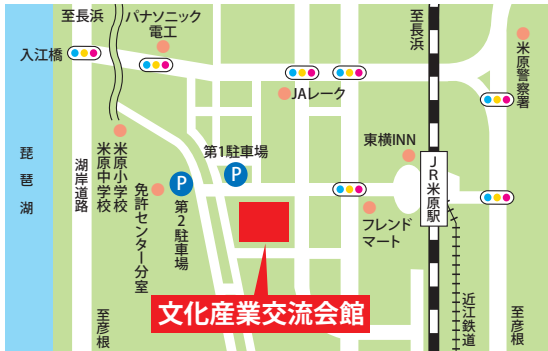 至長浜
パナソニック
電工
入江橋
至長浜
米原警察署
JAレーク
東横INN
第1駐車場
P
P
米原小学校
米原中学校
免許センター分室
第2駐車場
琵琶湖
湖岸道路
JR米原駅
フレンド
マート
文化産業交流会館
近江鉄道
至彦根
至彦根